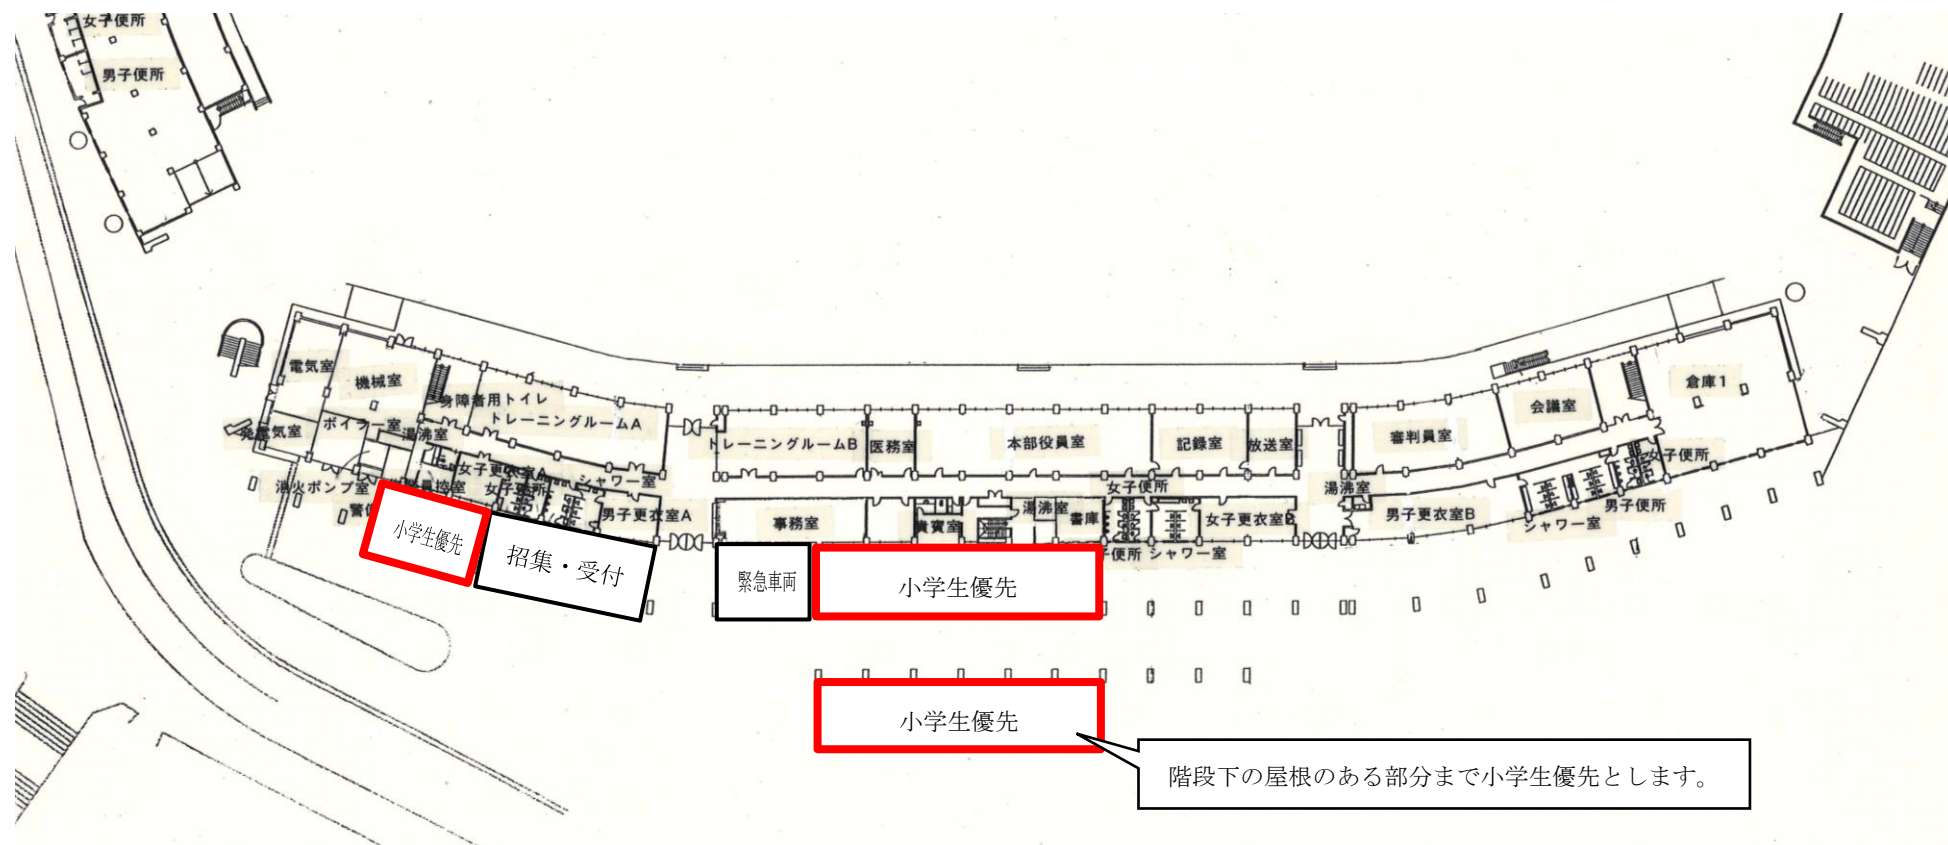 女子便所
男子便所
電気室
機械室
身障者用トイレ
トレーニングルームA
発電気室
ボイラー室
湯沸室
女子更衣室A
シャワー室
消火ポンプ室
員控室
女子便所
男子更衣室A
トレーニングルームB
医務室
本部役員室
記録室
放送室
審判員室
会議室
倉庫1
女子便所
事務室
貴賓室
湯沸室
書庫
女子便所
女子更衣室B
湯沸室
男子更衣室B
シャワー室
男子便所
子便所
シャワー室
小学生優先
招集・受付
緊急車両
小学生優先
小学生優先
階段下の屋根のある部分まで小学生優先とします。